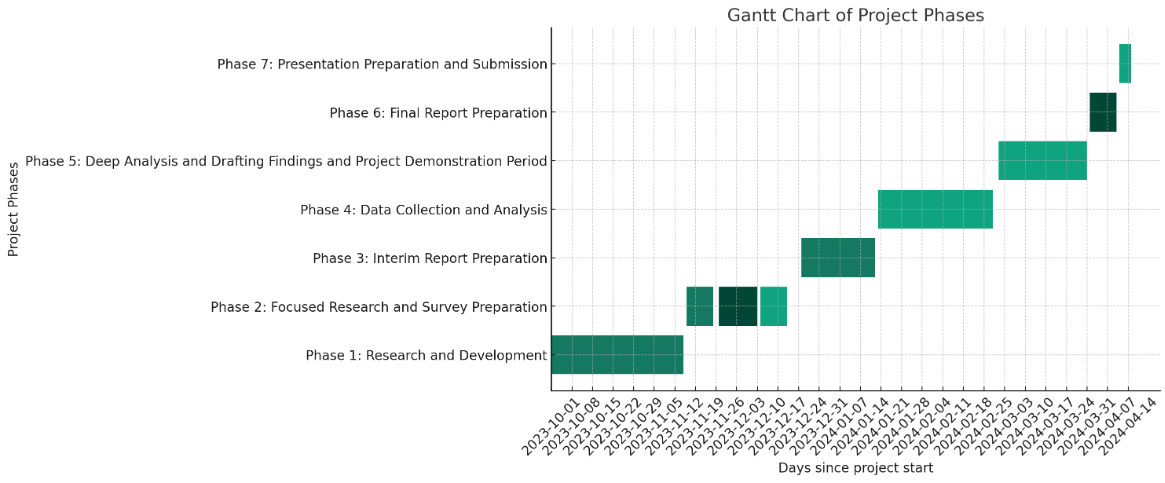 Gantt Chart of Project Phases
Project Phases
Phase 7: Presentation Preparation and Submission
Phase 6: Final Report Preparation
Phase 5: Deep Analysis and Drafting Findings and Project Demonstration Period
Phase 4: Data Collection and Analysis
Phase 3: Interim Report Preparation
Phase 2: Focused Research and Survey Preparation
Phase 1: Research and Development
2023-10-01
2023-10-08
2023-10-15
2023-10-22
2023-10-29
2023-11-05
2023-11-12
2023-11-19
2023-11-26
2023-12-03
2023-12-10
2023-12-17
2023-12-24
2023-12-31
2024-01-07
2024-01-14
2024-01-21
2024-01-28
2024-02-04
2024-02-11
2024-02-18
2024-02-25
2024-03-03
2024-03-10
2024-03-17
2024-03-24
2024-03-31
2024-04-07
2024-04-14
Days since project start